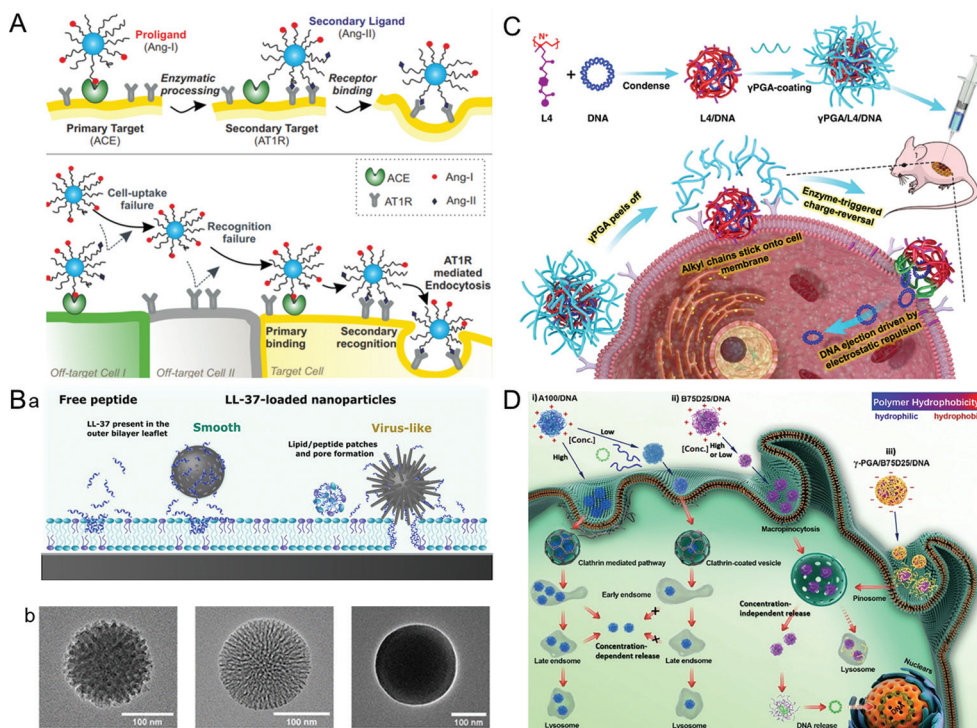 A
Proligand
(Ang-I)
Secondary Ligand
(Ang-II)
Enzymatic
processing
Receptor
binding
Primary Target
(ACE)
Secondary Target
(AT1R)
Cell-uptake
failure
Recognition
failure
ACE
Ang-I
AT1R
Ang-II
AT1R
mediated
Endocytosis
Primary
binding
Secondary
recognition
Off-target Cell I
Off-target Cell II
Target Cell
B
a
Free peptide
LL-37-loaded nanoparticles
LL-37 present in the
outer bilayer leaflet
Smooth
Lipid/peptide patches
and pore formation
Virus-like
b
100 nm
100 nm
100 nm
C
N+
L4
+
DNA
Condense
L4/DNA
γPGA-coating
γPGA/L4/DNA
γPGA peels off
Enzyme-triggered
charge-reversal
Alkyl chains stick onto cell
membrane
DNA ejection driven by
electrostatic repulsion
D
i) A100/DNA
ii) B75D25/DNA
Polymer Hydrophobicity
hydrophilic
hydrophobi
Low
[Conc.]
High
[Conc.]
High
or Low
iii)
γ-PGA/B75D25/DNA
Macropinocytosis
Clathrin mediated pathway
Clathrin-coated vesicle
Pinosome
Early endsome
Concentration-independent release
Concentration-
dependent release
Late endsome
Late endsome
Lysosome
Nuclears
Lysosome
Lysosome
DNA release